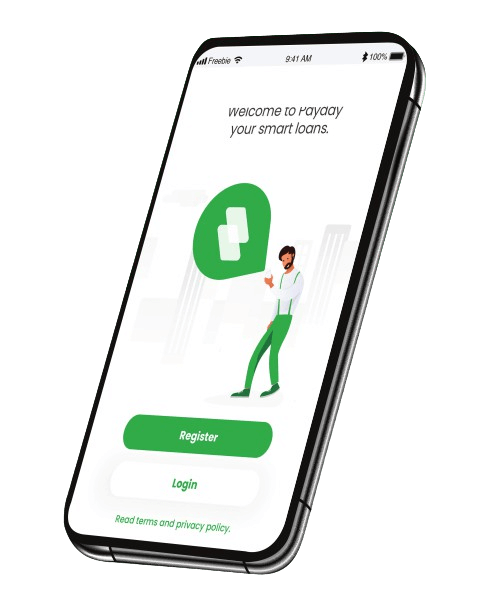 Freebie 9:41 AM 100%
Welcome to Payday
your smart loans.
Register
Login
Read terms and privacy policy.